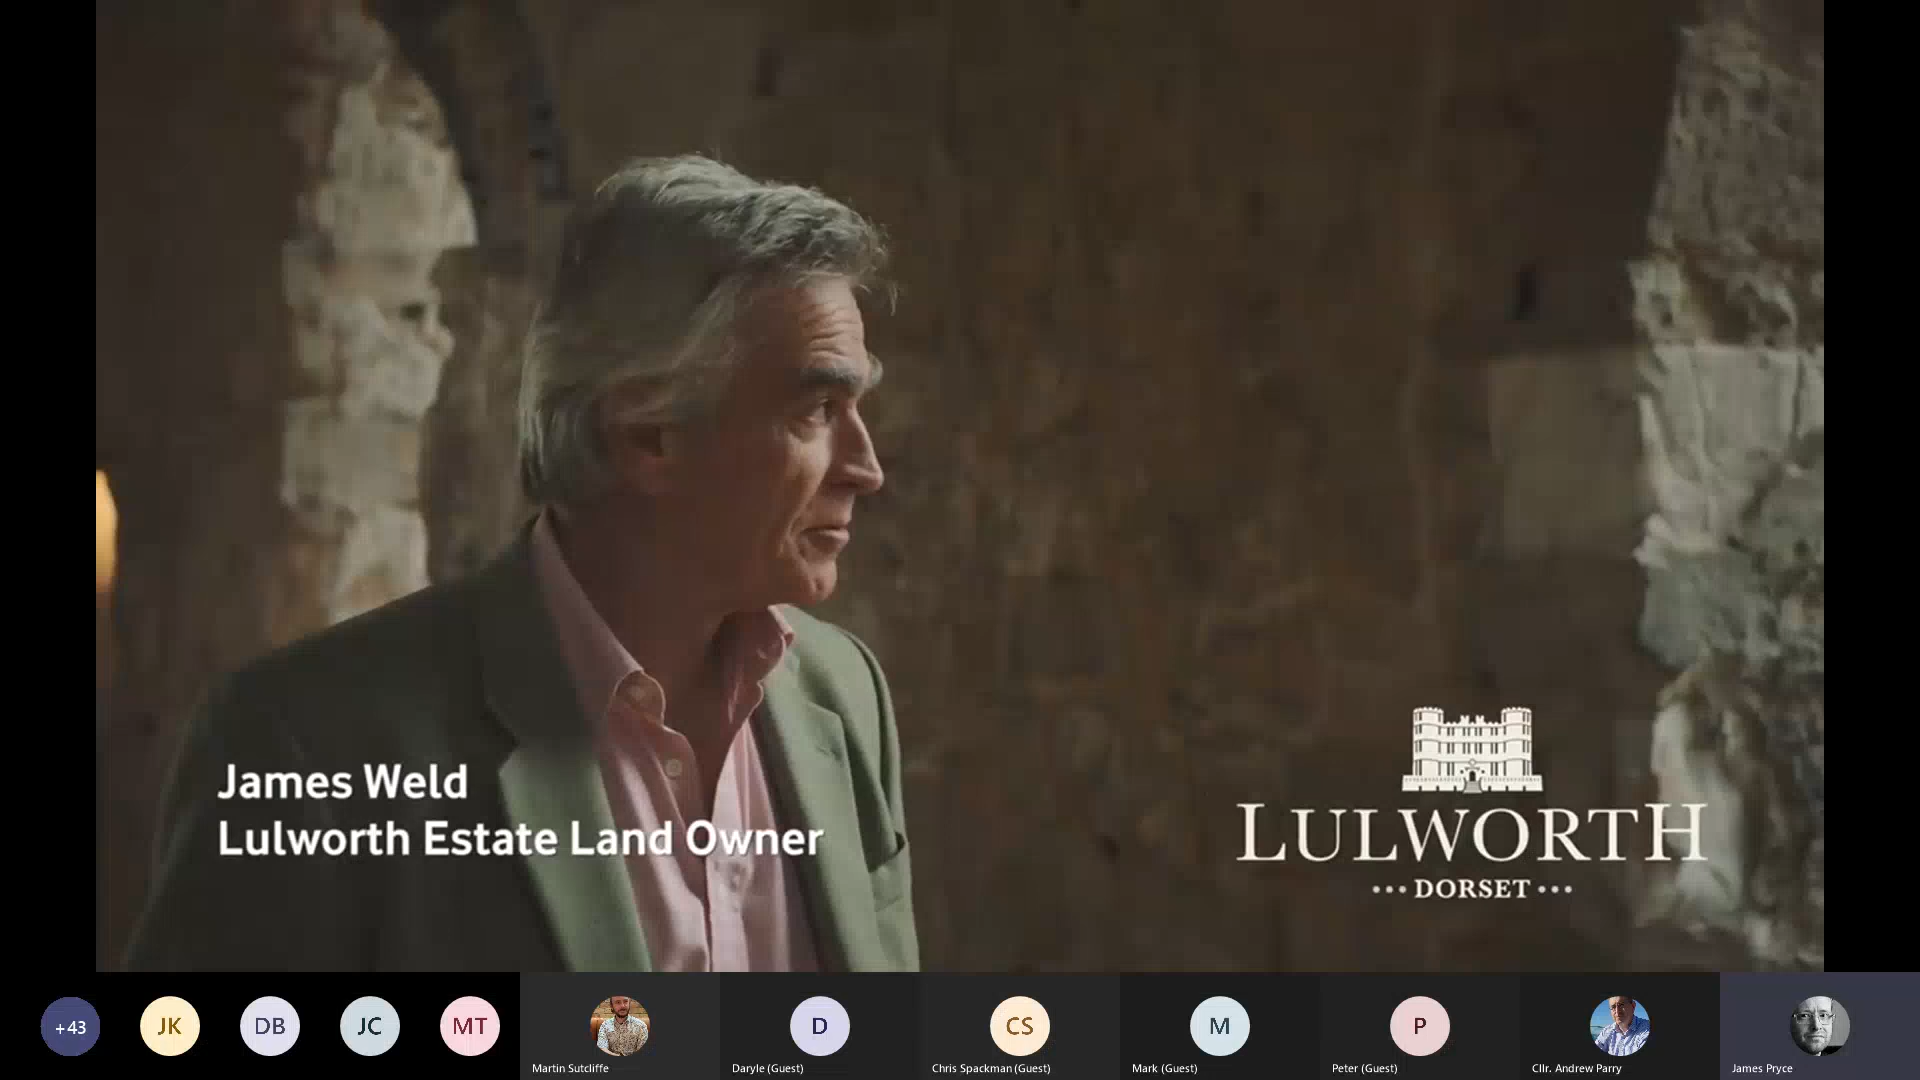 James Weld
Lulworth Estate Land Owner
LULWORTH
DORSET
+43
JK
DB
JC
MT
Martin Sutcliffe
D
Daryle (Guest)
CS
Chris Spackman (Guest)
M
Mark (Guest)
P
Peter (Guest)
Cllr. Andrew Parry
James Pryce